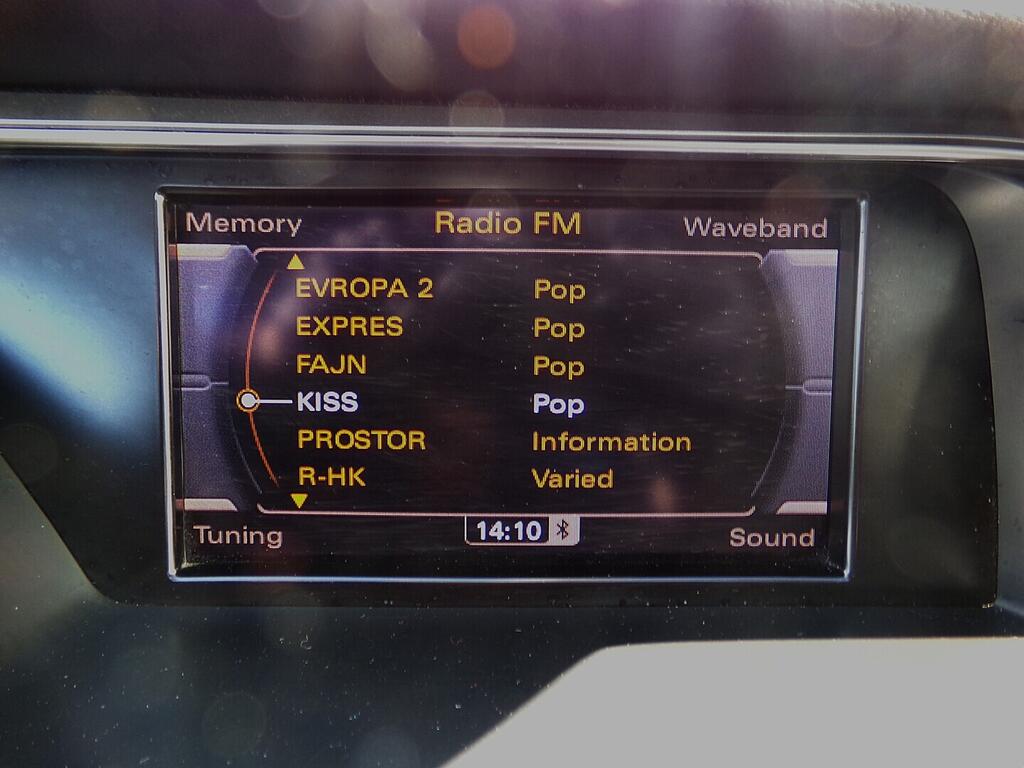 Memory Radio FM Waveband
EVROPA 2 Pop
EXPRES Pop
FAJN Pop
KISS Pop
PROSTOR Information
R-HK Varied
Tuning 14:10 Sound